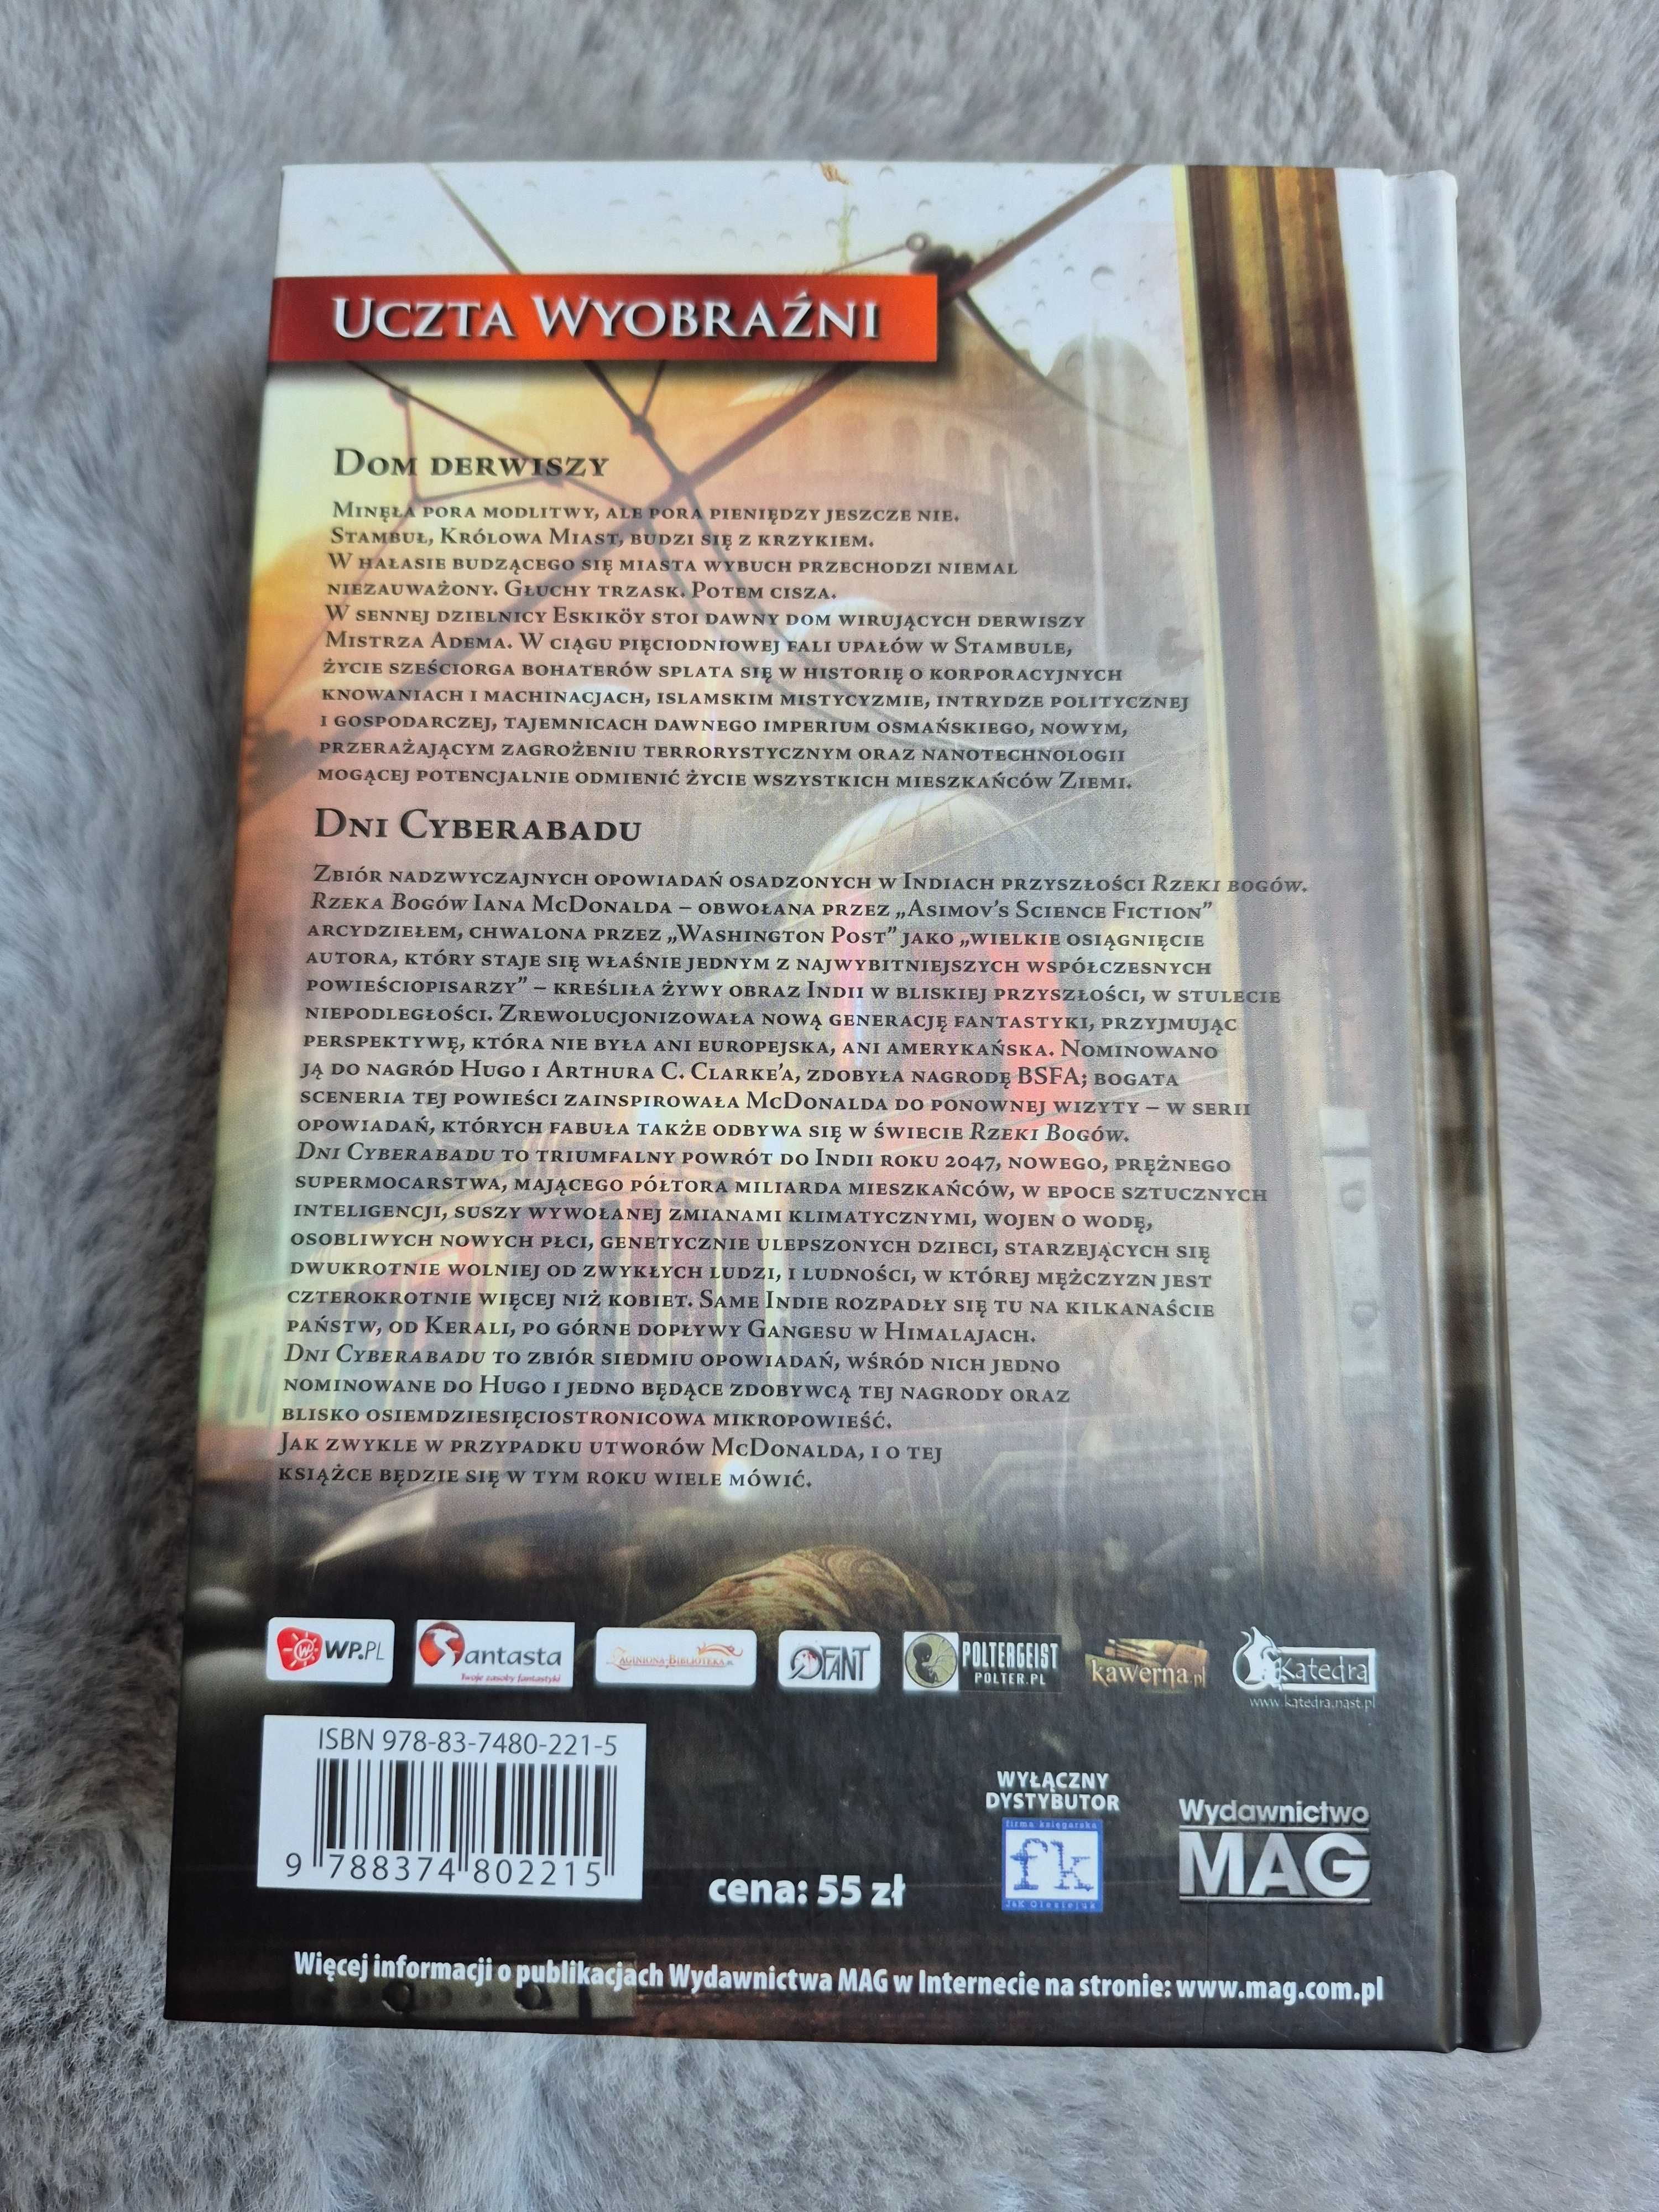 Uczta Wyobraźni
Dom derwiszy
Minęła pora modlitwy, ale pora pieniędzy jeszcze nie.
Stambuł, Królowa Miast, budzi się z krzykiem.
W hałasie budzącego się miasta wybuch przechodzi niemal
niezauważony. Głuchy trzask. Potem cisza.
W sennej dzielnicy Eskiköy stoi dawny dom wirujących derwiszy
Mistrza Adema. W ciągu pięciodniowej fali upałów w Stambule,
życie sześciorga bohaterów splata się w historię o korporacyjnych
knowaniach i machinacjach, islamskim mistycyzmie, intrydze politycznej
i gospodarczej, tajemnicach dawnego imperium osmańskiego, nowym,
przerażającym zagrożeniu terrorystycznym oraz nanotechnologii
mogącej potencjalnie odmienić życie wszystkich mieszkańców Ziemi.
Dni Cyberabadu
Zbiór nadzwyczajnych opowiadań osadzonych w Indiach przyszłości Rzeki bogów.
Rzeka Bogów Iana McDonalda – obwołana przez „Asimov's Science Fiction”
arcydziełem, chwalona przez „Washington Post” jako „wielkie osiągnięcie
autora, który staje się właśnie jednym z najwybitniejszych współczesnych
powieściopisarzy” – kreśliła żywy obraz Indii w bliskiej przyszłości, w stulecie
niepodległości. Zrewolucjonizowała nową generację fantastyki, przyjmując
perspektywę, która nie była ani europejska, ani amerykańska. Nominowano
ją do nagród Hugo i Arthura C. Clarke'a, zdobyła nagrodę BSFA; bogata
sceneria tej powieści zainspirowała McDonalda do ponownej wizyty – w serii
opowiadań, których fabuła także odbywa się w świecie Rzeki Bogów.
Dni Cyberabadu to triumfalny powrót do Indii roku 2047, nowego, prężnego
supermocarstwa, mającego półtora miliarda mieszkańców, w epoce sztucznych
inteligencji, suszy wywołanej zmianami klimatycznymi, wojen o wodę,
osobliwych nowych płci, genetycznie ulepszonych dzieci, starzejących się
dwukrotnie wolniej od zwykłych ludzi, i ludności, w której mężczyzn jest
czterokrotnie więcej niż kobiet. Same Indie rozpadły się tu na kilkanaście
państw, od Kerali, po górne dopływy Gangesu w Himalajach.
Dni Cyberabadu to zbiór siedmiu opowiadań, wśród nich jedno
nominowane do Hugo i jedno będące zdobywcą tej nagrody oraz
blisko osiemdziesięciostronicowa mikropowieść.
Jak zwykle w przypadku utworów McDonalda, i o tej
książce będzie się w tym roku wiele mówić.
WP.PL
Fantasta
Twoje zasoby fantastyki
Zaginiona-Biblioteka.pl
QFANT
POLTERGEIST
POLTER.PL
kawerna.pl
Katedra
www.katedra.nast.pl
ISBN 978-83-7480-221-5
9 788374 802215
cena: 55 zł
WYŁĄCZNY
DYSTYBUTOR
firma księgarska
fk
J&K Olesiejuk
Wydawnictwo
MAG
Więcej informacji o publikacjach Wydawnictwa MAG w Internecie na stronie: www.mag.com.pl